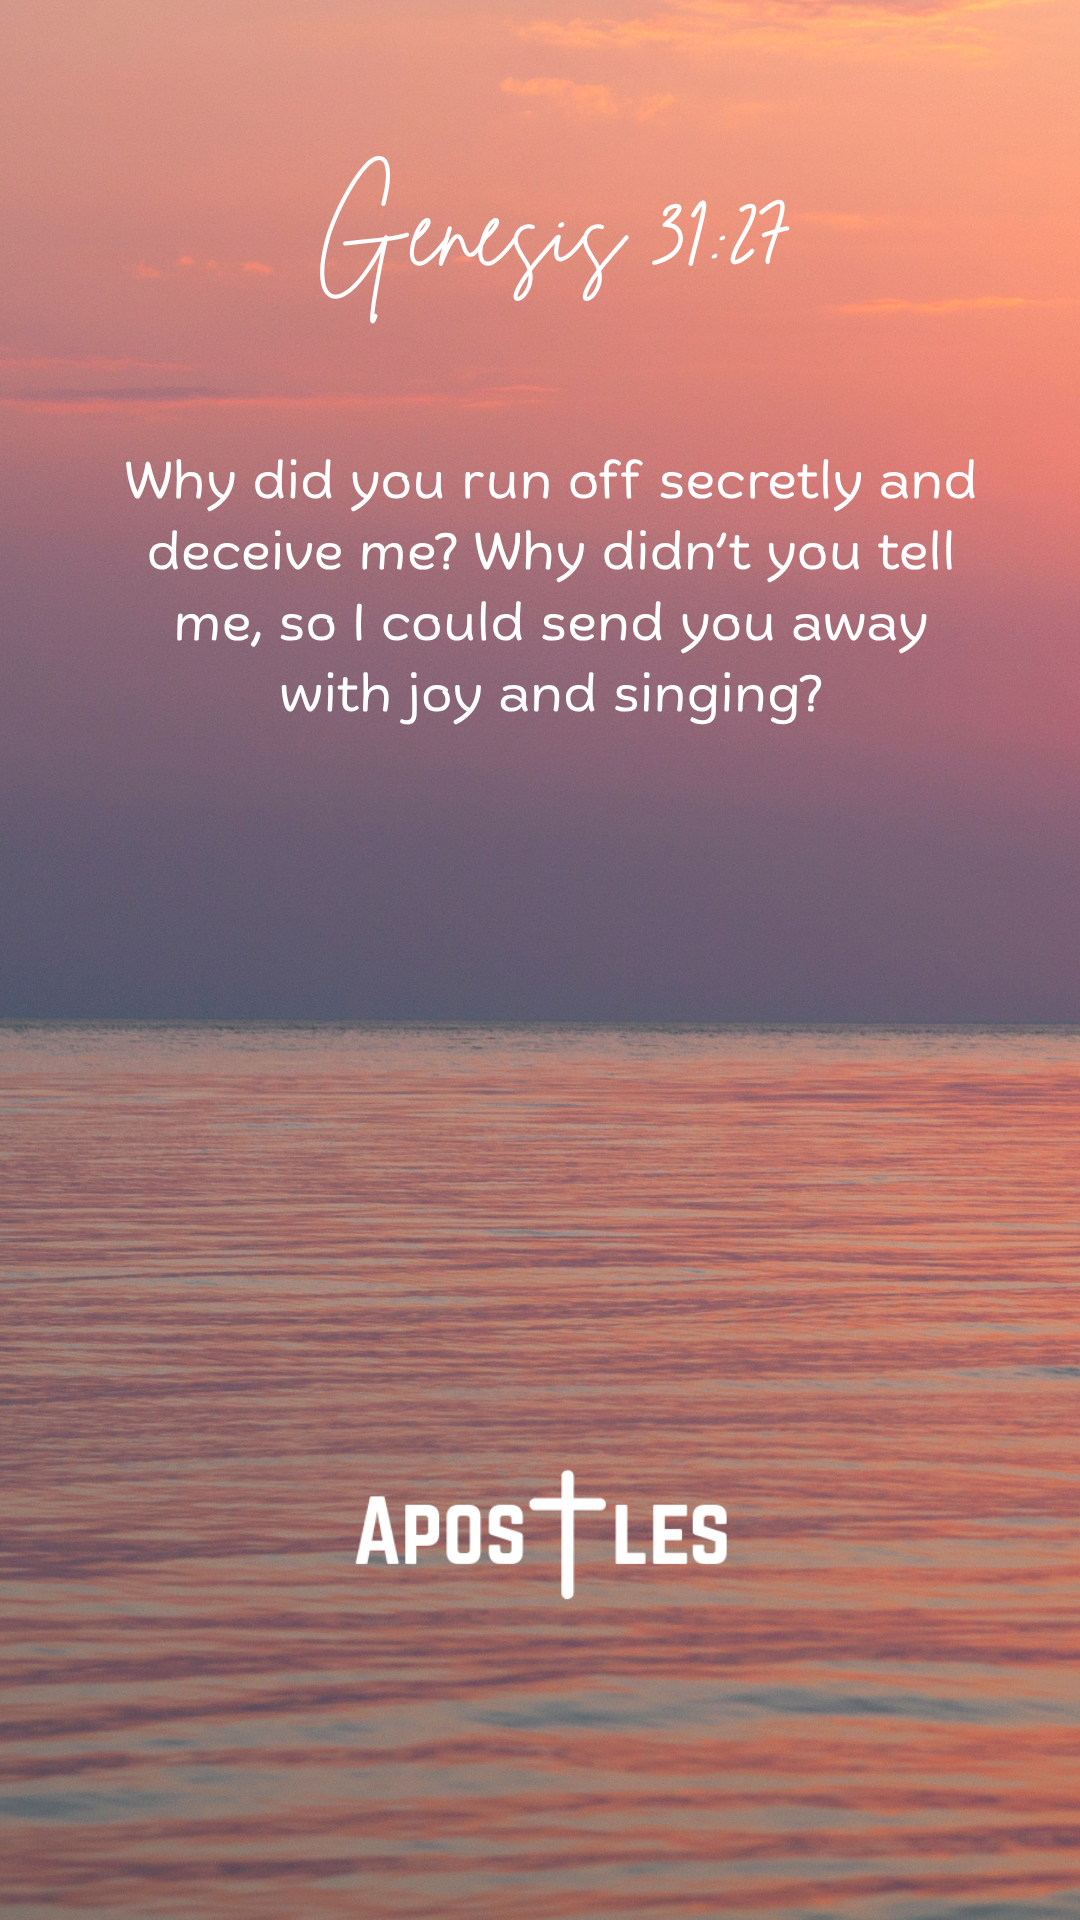 Genesis 31:27
Why did you run off secretly and
deceive me? Why didn’t you tell
me, so I could send you away
with joy and singing?
APOSTLES